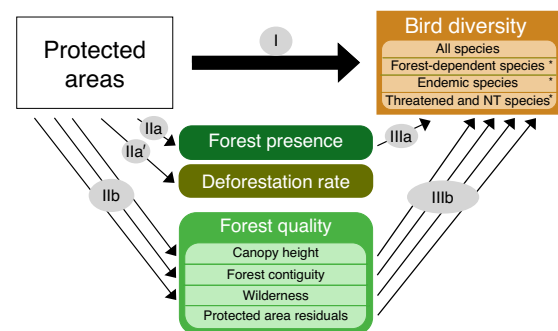 Protected
areas
I
Bird diversity
All species
Forest-dependent species *
Endemic species *
Threatened and NT species*
IIa
IIa′
IIb
Forest presence
IIIa
Deforestation rate
IIIb
Forest quality
Canopy height
Forest contiguity
Wilderness
Protected area residuals